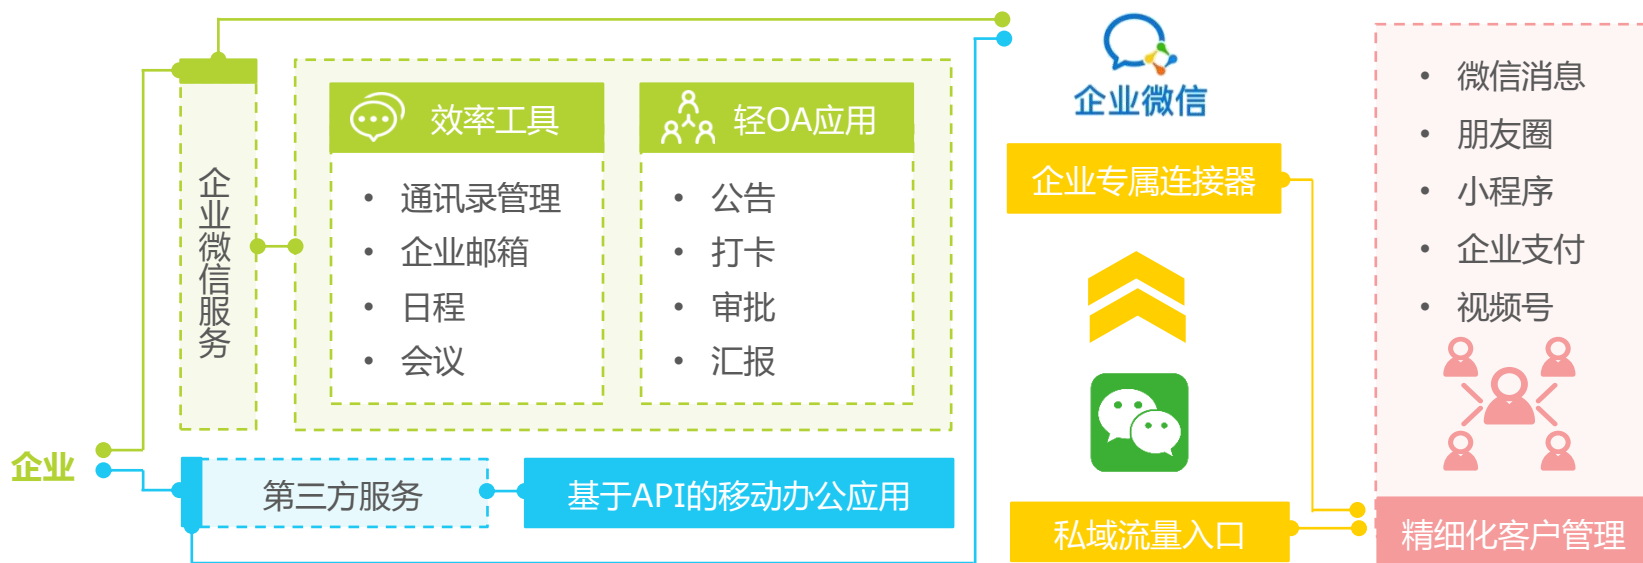 企业
企业微信服务
效率工具
• 通讯录管理
• 企业邮箱
• 日程
• 会议
轻OA应用
• 公告
• 打卡
• 审批
• 汇报
第三方服务
基于API的移动办公应用
企业微信
企业专属连接器
私域流量入口
• 微信消息
• 朋友圈
• 小程序
• 企业支付
• 视频号
精细化客户管理